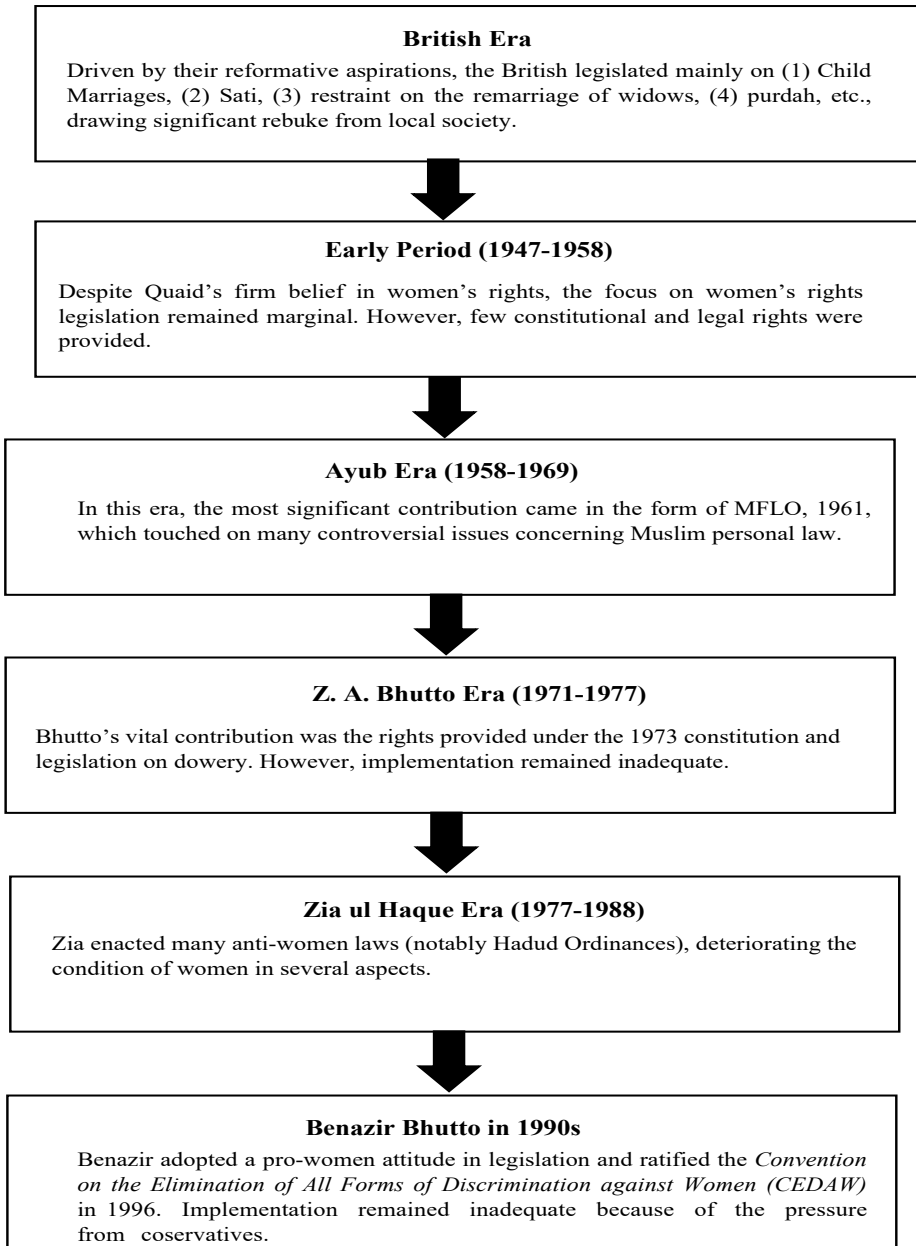 British Era
Driven by their reformative aspirations, the British legislated mainly on (1) Child
Marriages, (2) Sati, (3) restraint on the remarriage of widows, (4) purdah, etc.,
drawing significant rebuke from local society.
Early Period (1947-1958)
Despite Quaid’s firm belief in women’s rights, the focus on women’s rights
legislation remained marginal. However, few constitutional and legal rights were
provided.
Ayub Era (1958-1969)
In this era, the most significant contribution came in the form of MFLO, 1961,
which touched on many controversial issues concerning Muslim personal law.
Z. A. Bhutto Era (1971-1977)
Bhutto’s vital contribution was the rights provided under the 1973 constitution and
legislation on dowery. However, implementation remained inadequate.
Zia ul Haque Era (1977-1988)
Zia enacted many anti-women laws (notably Hadud Ordinances), deteriorating the
condition of women in several aspects.
Benazir Bhutto in 1990s
Benazir adopted a pro-women attitude in legislation and ratified the Convention
on the Elimination of All Forms of Discrimination against Women (CEDAW)
in 1996. Implementation remained inadequate because of the pressure
from coservatives.